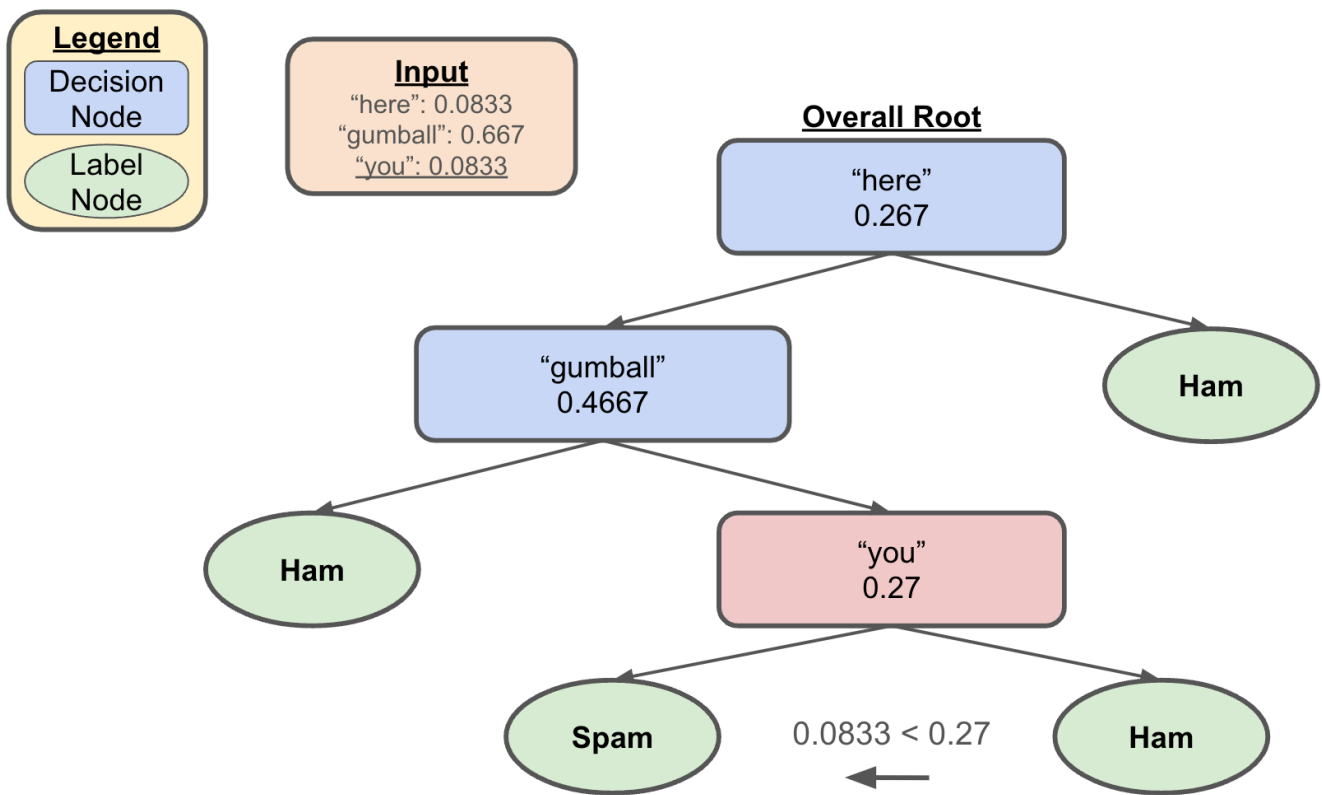 Legend
Decision
Node
Label
Node
Input
“here”: 0.0833
“gumball”: 0.667
“you”: 0.0833
Overall Root
“here”
0.267
“gumball”
0.4667
Ham
Ham
“you”
0.27
Spam
0.0833 < 0.27
Ham